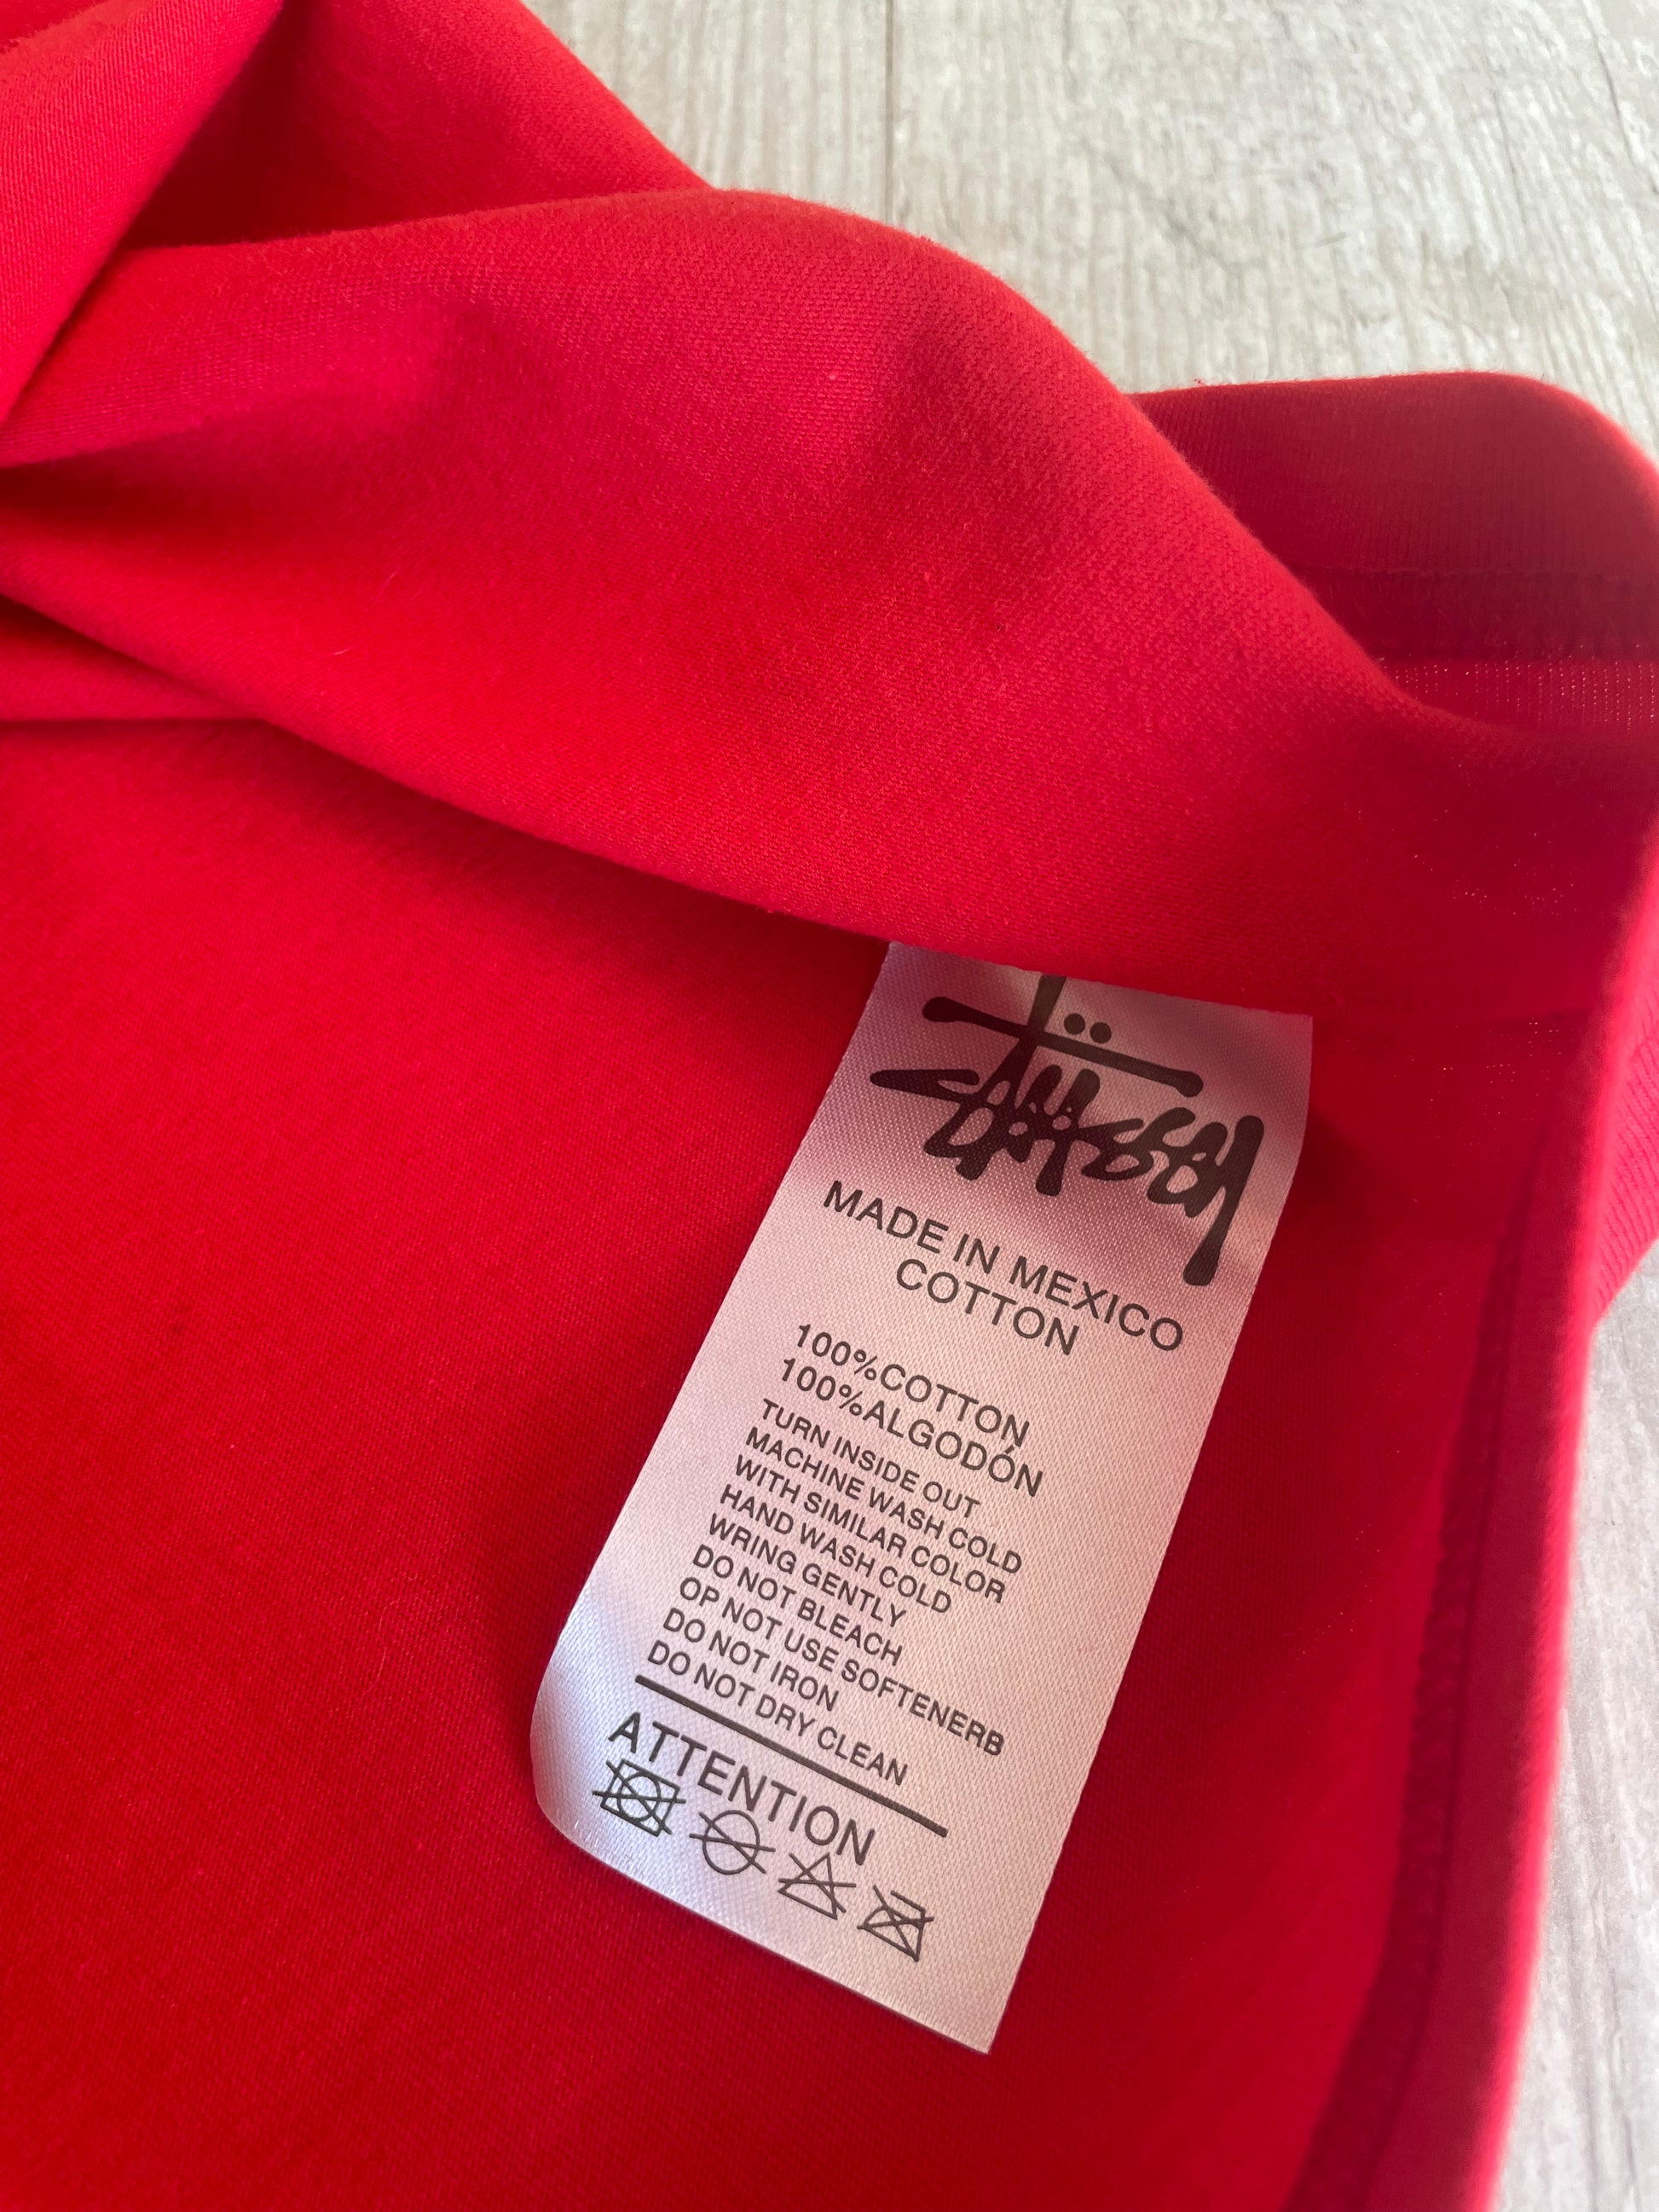 Stüssy
MADE IN MEXICO
COTTON
100%COTTON
100%ALGODÓN
TURN INSIDE OUT
MACHINE WASH COLD
WITH SIMILAR COLOR
HAND WASH COLD
WRING GENTLY
DO NOT BLEACH
OP NOT USE SOFTENERB
DO NOT IRON
DO NOT DRY CLEAN
ATTENTION